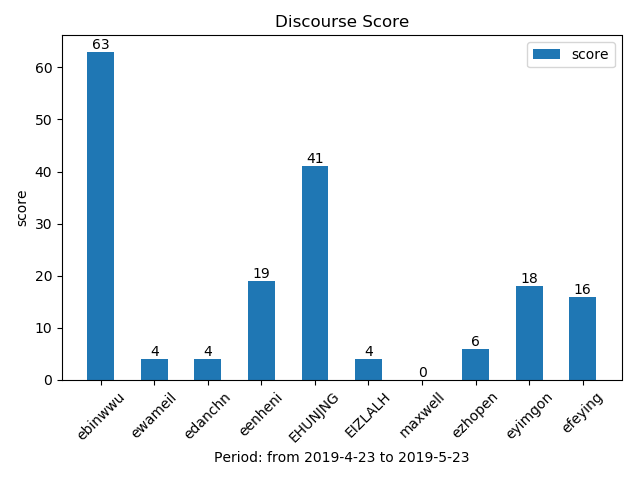 Discourse Score
score
63
60
50
41
40
30
20
19
18
16
10
6
4
4
4
0
0
score
ebinwwu
ewameil
edanchn
eenheni
EHUNJNG
EIZLALH
maxwell
ezhopen
eyimgon
efeying
Period: from 2019-4-23 to 2019-5-23